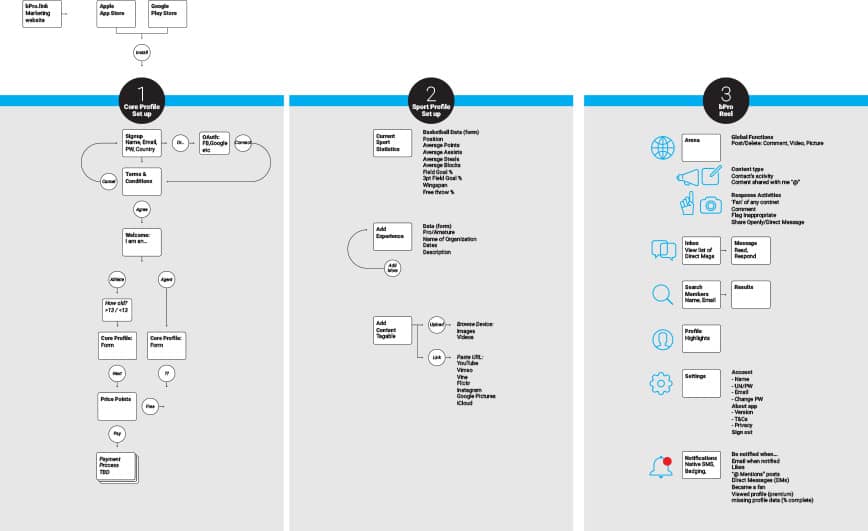 bPro.link
Marketing
website
Apple
App Store
Google
Play Store
Install
1
Core Profile
Set up
Signup
Name, Email,
PW, Country
Or..
OAuth:
FB,Google
etc
Connect
Cancel
Terms &
Conditions
Agree
Welcome:
I am an...
Athlete
Agent
How old?
>13 / <13
Core Profile:
Form
Core Profile:
Form
Next
??
Price Points
Free
Pay
Payment
Process
TBD
2
Sport Profile
Set up
Current
Sport
Statistics
Basketball Data (form)
Position
Average Points
Average Assists
Average Steals
Average Blocks
Field Goal %
3pt Field Goal %
Wingspan
Free throw %
Add
Experience
Data (form)
Pro/Amature
Name of Organization
Dates
Description
Add
More
Add
Content
Tagable
Upload
Browse Device:
Images
Videos
Link
Paste URL:
YouTube
Vimeo
Vine
Flickr
Instagram
Google Pictures
iCloud
3
bPro
Reel
Arena
Global Functions
Post/Delete: Comment, Video, Picture
Content type
Contact's activity
Content shared with me "@"
Response Activities
'Fan' of any contnet
Comment
Flag Inappropriate
Share Openly/Direct Message
Inbox
View list of
Direct Msgs
Message
Read,
Respond
Search
Members
Name, Email
Results
Profile
Highlights
Settings
Account
- Name
- UN/PW
- Email
- Change PW
About app
- Version
- T&Cs
- Privacy
Sign out
Notifications
Native SMS,
Badging,
Be notified when...
Email when notified
Likes
"@ Mentions" posts
Direct Messages (DMs)
Became a fan
Viewed profile (premium)
missing profile data (% complete)